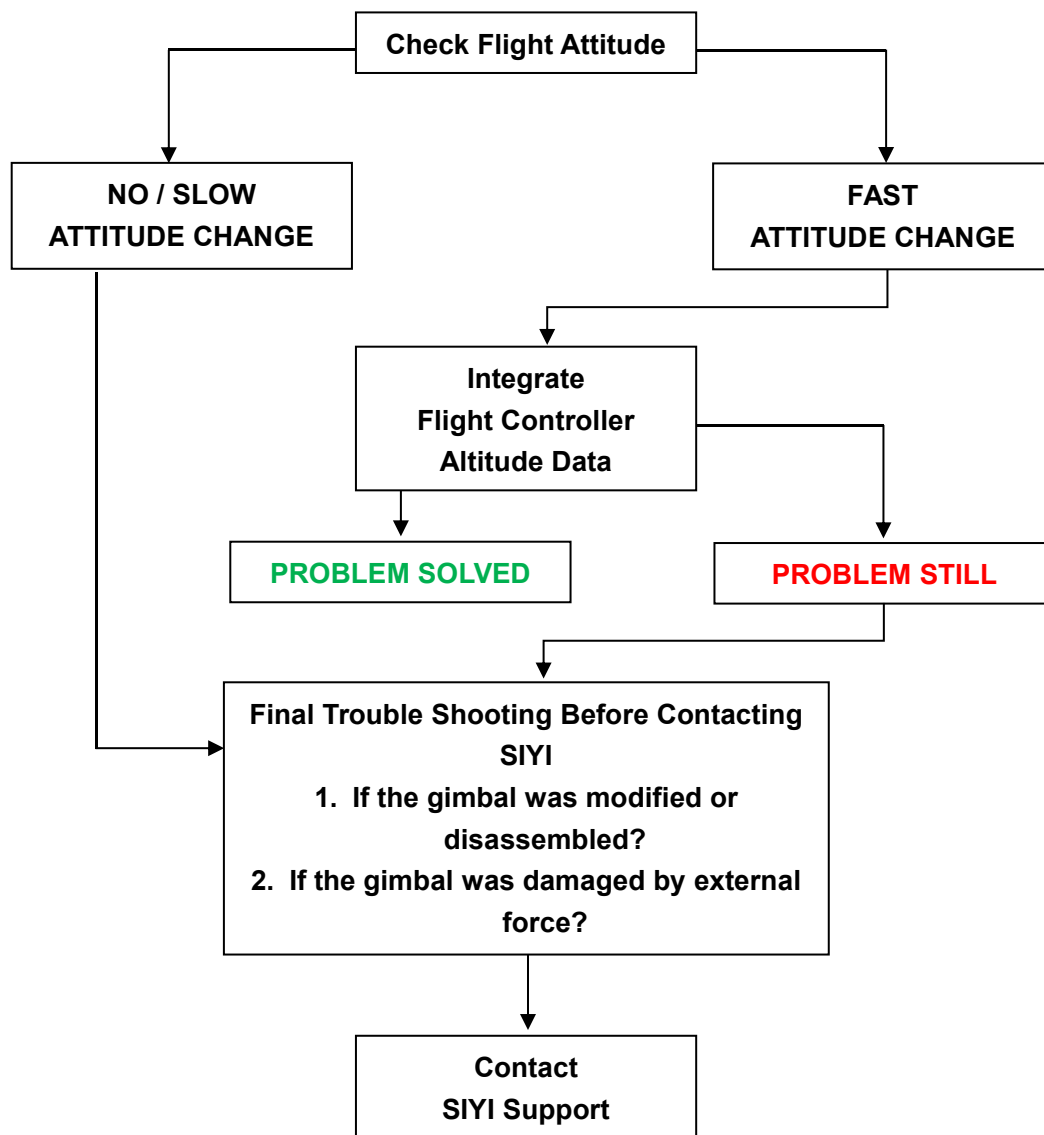 Check Flight Attitude
NO / SLOW
ATTITUDE CHANGE
FAST
ATTITUDE CHANGE
Integrate
Flight Controller
Altitude Data
PROBLEM SOLVED
PROBLEM STILL
Final Trouble Shooting Before Contacting
SIYI
1. If the gimbal was modified or
disassembled?
2. If the gimbal was damaged by external
force?
Contact
SIYI Support